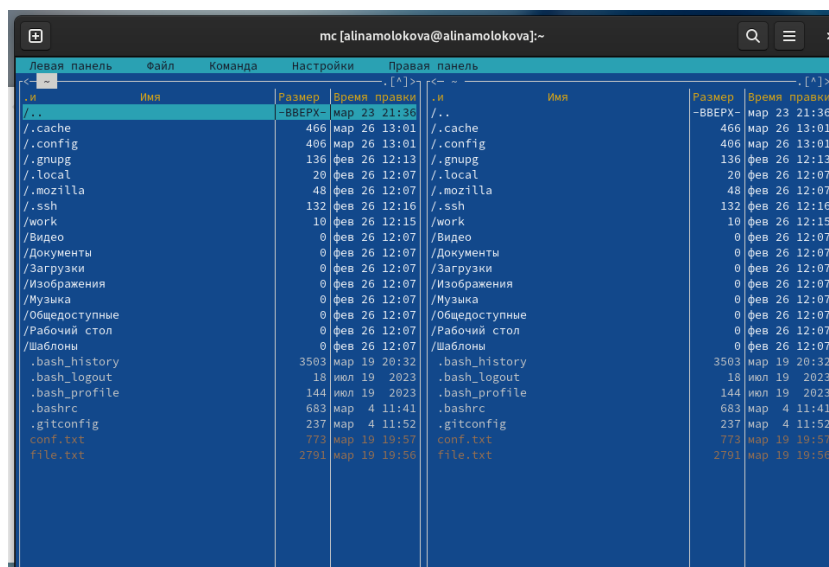 mc [alinamolokova@alinamolokova]:~
Левая панель Файл Команда Настройки Правая панель
<— ~ .[^]> <— ~ .[^]>
.и Имя Размер Время правки .и Имя Размер Время правки
/.. -ВВЕРХ- мар 23 21:36 /.. -ВВЕРХ- мар 23 21:36
/.cache 466 мар 26 13:01 /.cache 466 мар 26 13:01
/.config 406 мар 26 13:01 /.config 406 мар 26 13:01
/.gnupg 136 фев 26 12:13 /.gnupg 136 фев 26 12:13
/.local 20 фев 26 12:07 /.local 20 фев 26 12:07
/.mozilla 48 фев 26 12:07 /.mozilla 48 фев 26 12:07
/.ssh 132 фев 26 12:16 /.ssh 132 фев 26 12:16
/work 10 фев 26 12:15 /work 10 фев 26 12:15
/Видео 0 фев 26 12:07 /Видео 0 фев 26 12:07
/Документы 0 фев 26 12:07 /Документы 0 фев 26 12:07
/Загрузки 0 фев 26 12:07 /Загрузки 0 фев 26 12:07
/Изображения 0 фев 26 12:07 /Изображения 0 фев 26 12:07
/Музыка 0 фев 26 12:07 /Музыка 0 фев 26 12:07
/Общедоступные 0 фев 26 12:07 /Общедоступные 0 фев 26 12:07
/Рабочий стол 0 фев 26 12:07 /Рабочий стол 0 фев 26 12:07
/Шаблоны 0 фев 26 12:07 /Шаблоны 0 фев 26 12:07
.bash_history 3503 мар 19 20:32 .bash_history 3503 мар 19 20:32
.bash_logout 18 июл 19 2023 .bash_logout 18 июл 19 2023
.bash_profile 144 июл 19 2023 .bash_profile 144 июл 19 2023
.bashrc 683 мар 4 11:41 .bashrc 683 мар 4 11:41
.gitconfig 237 мар 4 11:52 .gitconfig 237 мар 4 11:52
conf.txt 773 мар 19 19:57 conf.txt 773 мар 19 19:57
file.txt 2791 мар 19 19:56 file.txt 2791 мар 19 19:56